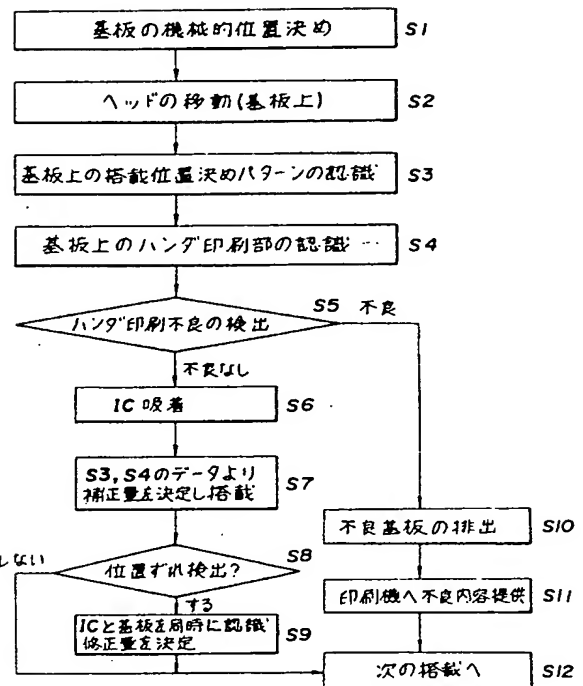 基板の機械的位置決め S1
ヘッドの移動(基板上) S2
基板上の搭載位置決めパターンの認識 S3
基板上のハンダ印刷部の認識 S4
S5 不良
ハンダ印刷不良の検出
不良なし
IC吸着 S6
S3,S4のデータより
補正量を決定し搭載 S7
不良基板の排出 S10
しない
位置ずれ検出? S8
する
印刷機へ不良内容提供 S11
ICと基板を同時に認識
修正量を決定 S9
次の搭載へ S12